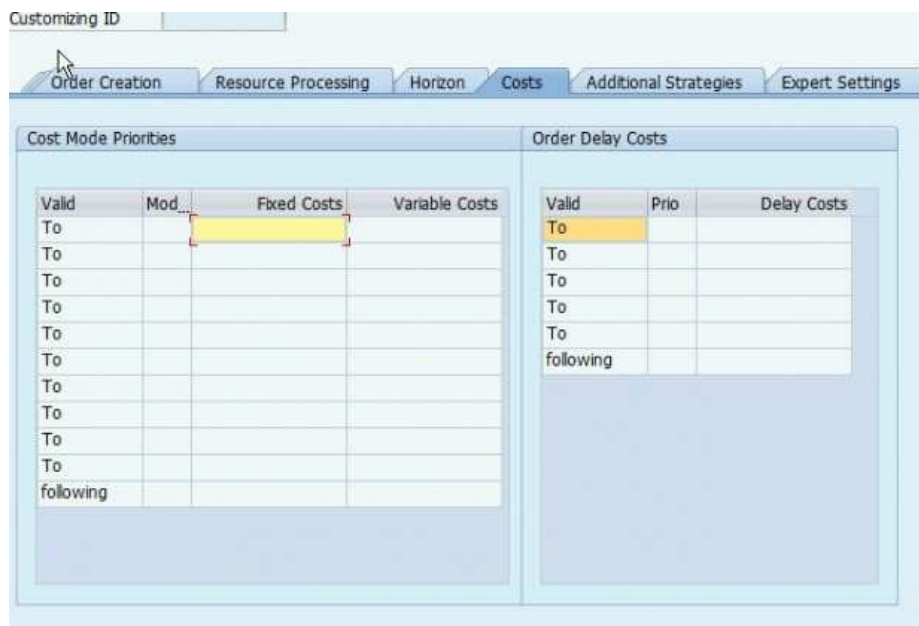 Customizing ID
Order Creation Resource Processing Horizon Costs Additional Strategies Expert Settings
Cost Mode Priorities
Valid Mod... Fixed Costs Variable Costs
To
To
To
To
To
To
To
To
To
To
following
Order Delay Costs
Valid Prio Delay Costs
To
To
To
To
To
following